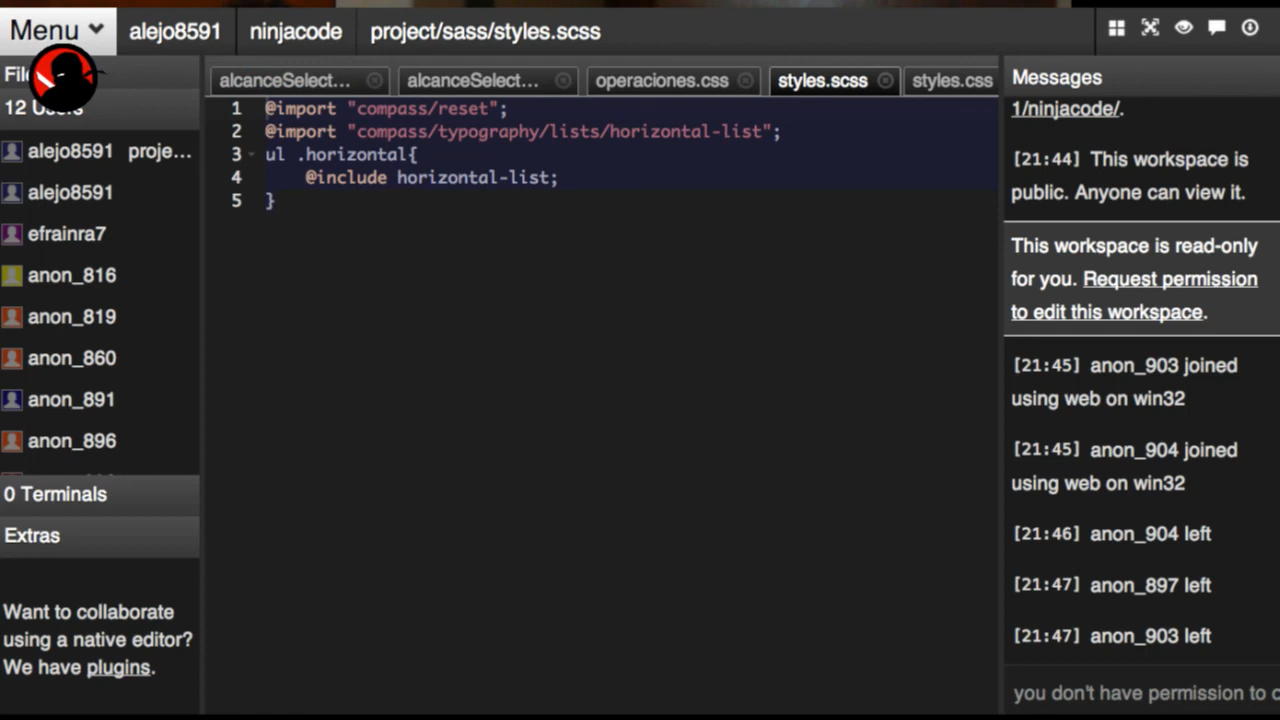 Menu alejo8591 ninjacode project/sass/styles.scss
12 Users
alejo8591 proje...
alejo8591
efrainra7
anon_816
anon_819
anon_860
anon_891
anon_896
0 Terminals
Extras
Want to collaborate
using a native editor?
We have plugins.
alcanceSelect... alcanceSelect... operaciones.css styles.scss styles.css
1 @import "compass/reset";
2 @import "compass/typography/lists/horizontal-list";
3 ul .horizontal{
4 @include horizontal-list;
5 }
Messages
1/ninjacode/.
[21:44] This workspace is
public. Anyone can view it.
This workspace is read-only
for you. Request permission
to edit this workspace.
[21:45] anon_903 joined
using web on win32
[21:45] anon_904 joined
using web on win32
[21:46] anon_904 left
[21:47] anon_897 left
[21:47] anon_903 left
you don't have permission to c